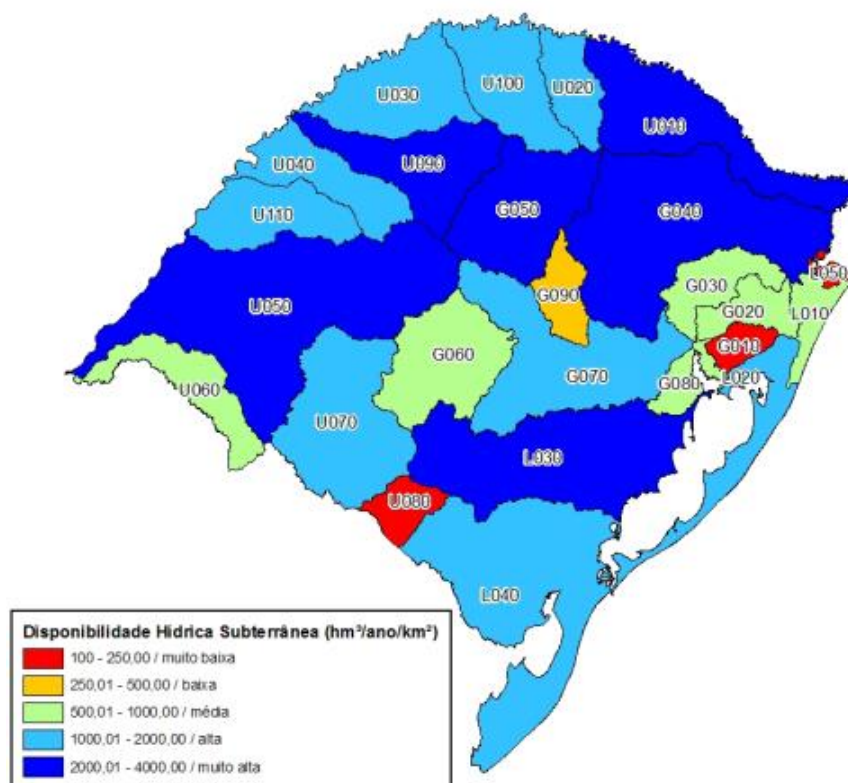 U030
U100
U020
U010
U040
U090
U110
G050
G040
U050
G090
G030
L050
G020
L010
G010
G060
G070
G080
L020
U060
U070
L030
U080
L040
Disponibilidade Hídrica Subterrânea (hm³/ano/km²)
100 - 250,00 / muito baixa
250,01 - 500,00 / baixa
500,01 - 1000,00 / média
1000,01 - 2000,00 / alta
2000,01 - 4000,00 / muito alta